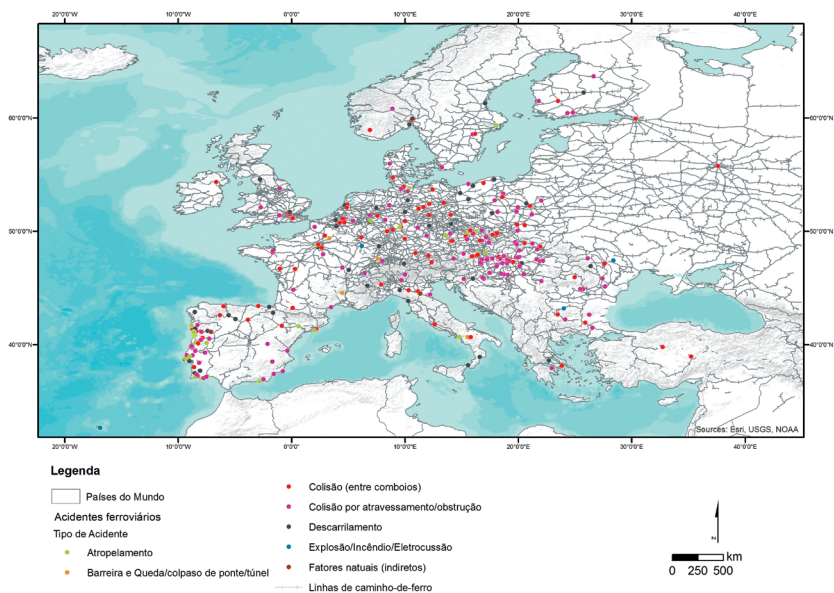 20°0'0"W 10°0'0"W 0°0'0" 10°0'0"E 20°0'0"E 30°0'0"E 40°0'0"E
60°0'0"N 60°0'0"N
50°0'0"N 50°0'0"N
40°0'0"N 40°0'0"N
Sources: Esri, USGS, NOAA
20°0'0"W 10°0'0"W 0°0'0" 10°0'0"E 20°0'0"E 30°0'0"E 40°0'0"E
Legenda
Países do Mundo
Acidentes ferroviários
Tipo de Acidente
Atropelamento
Barreira e Queda/colpaso de ponte/túnel
Colisão (entre comboios)
Colisão por atravessamento/obstrução
Descarrilamento
Explosão/Incêndio/Eletrocussão
Fatores natuais (indiretos)
Linhas de caminho-de-ferro
N
km
0 250 500